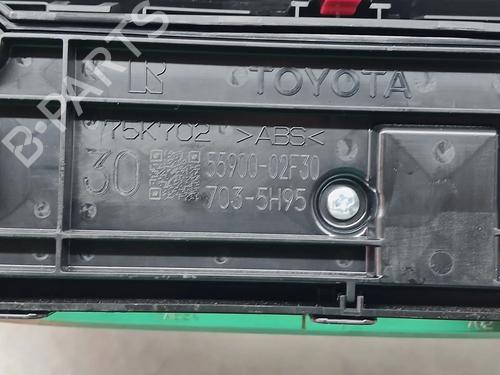 R TOYOTA
75K702 >ABS<
30
55900-02F30
703-5H95
B-PARTS